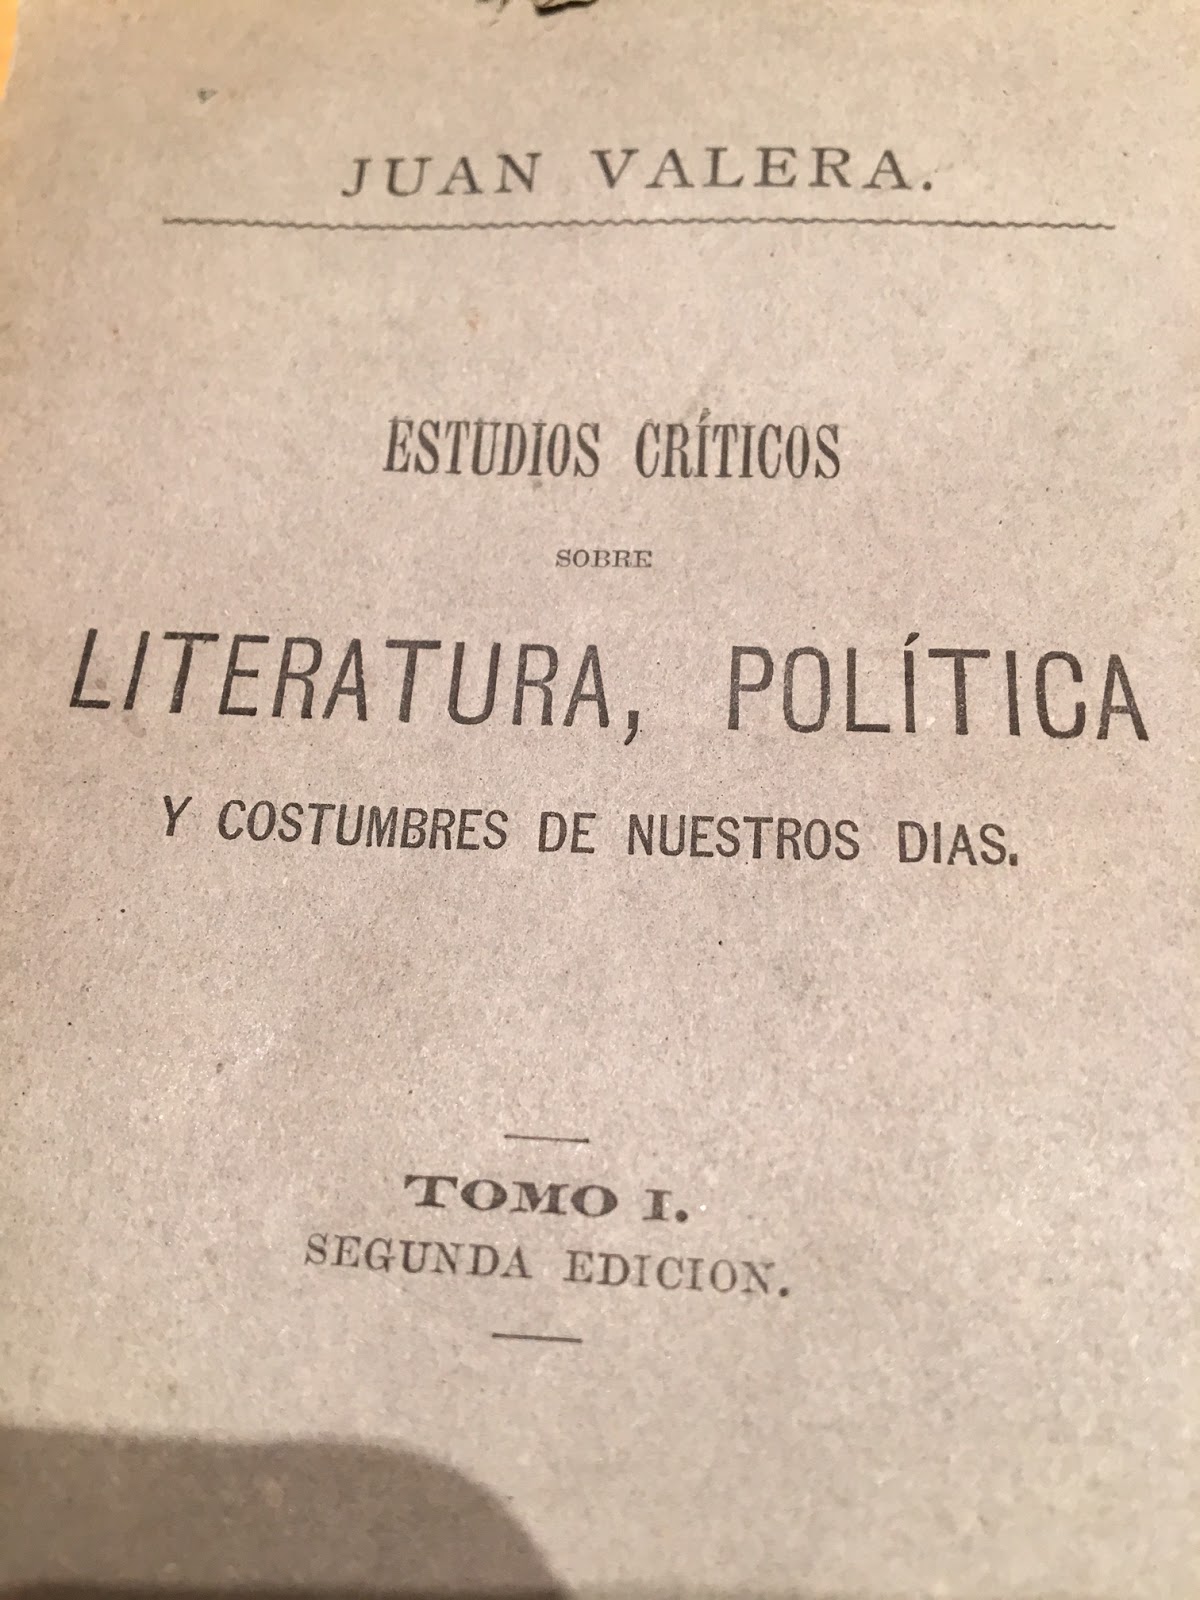 JUAN VALERA.
ESTUDIOS CRÍTICOS
SOBRE
LITERATURA, POLÍTICA
Y COSTUMBRES DE NUESTROS DIAS.
TOMO I.
SEGUNDA EDICION.